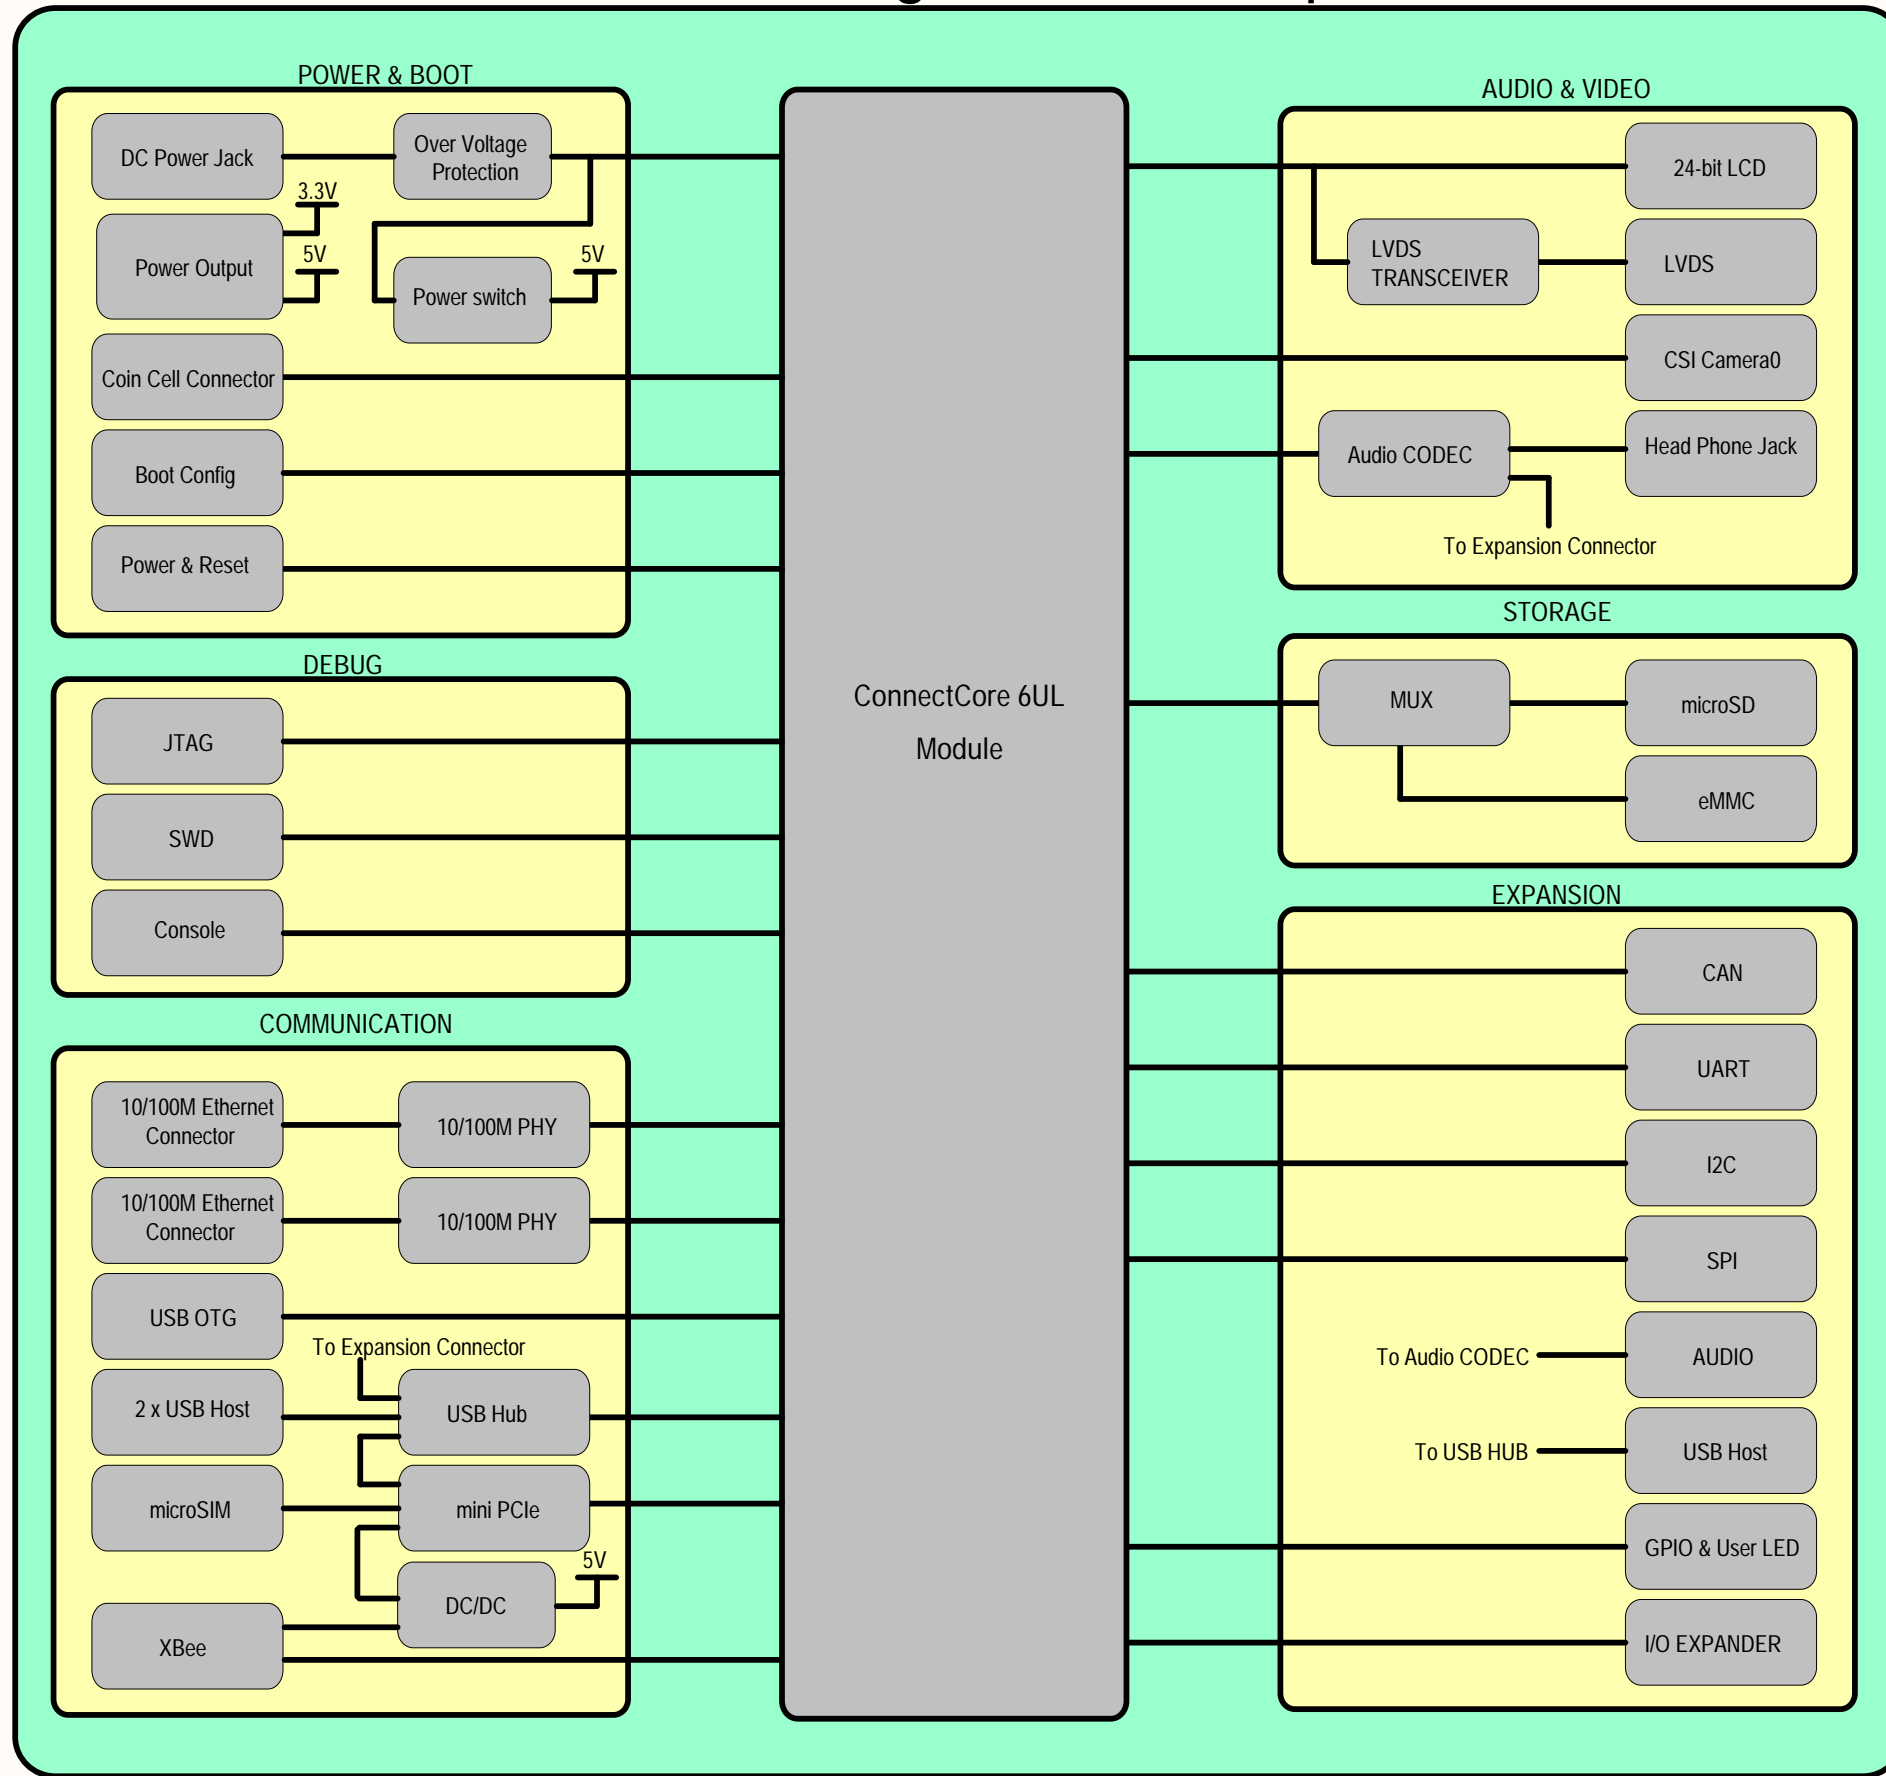 POWER & BOOT
DC Power Jack
Over Voltage
Protection
3.3V
Power Output
5V
5V
Power switch
Coin Cell Connector
Boot Config
Power & Reset
DEBUG
JTAG
SWD
Console
COMMUNICATION
10/100M Ethernet
Connector
10/100M PHY
10/100M Ethernet
Connector
10/100M PHY
USB OTG
To Expansion Connector
2 x USB Host
USB Hub
microSIM
mini PCIe
5V
DC/DC
XBee
ConnectCore 6UL
Module
AUDIO & VIDEO
24-bit LCD
LVDS
TRANSCEIVER
LVDS
CSI Camera0
Audio CODEC
Head Phone Jack
To Expansion Connector
STORAGE
MUX
microSD
eMMC
EXPANSION
CAN
UART
I2C
SPI
To Audio CODEC
AUDIO
To USB HUB
USB Host
GPIO & User LED
I/O EXPANDER